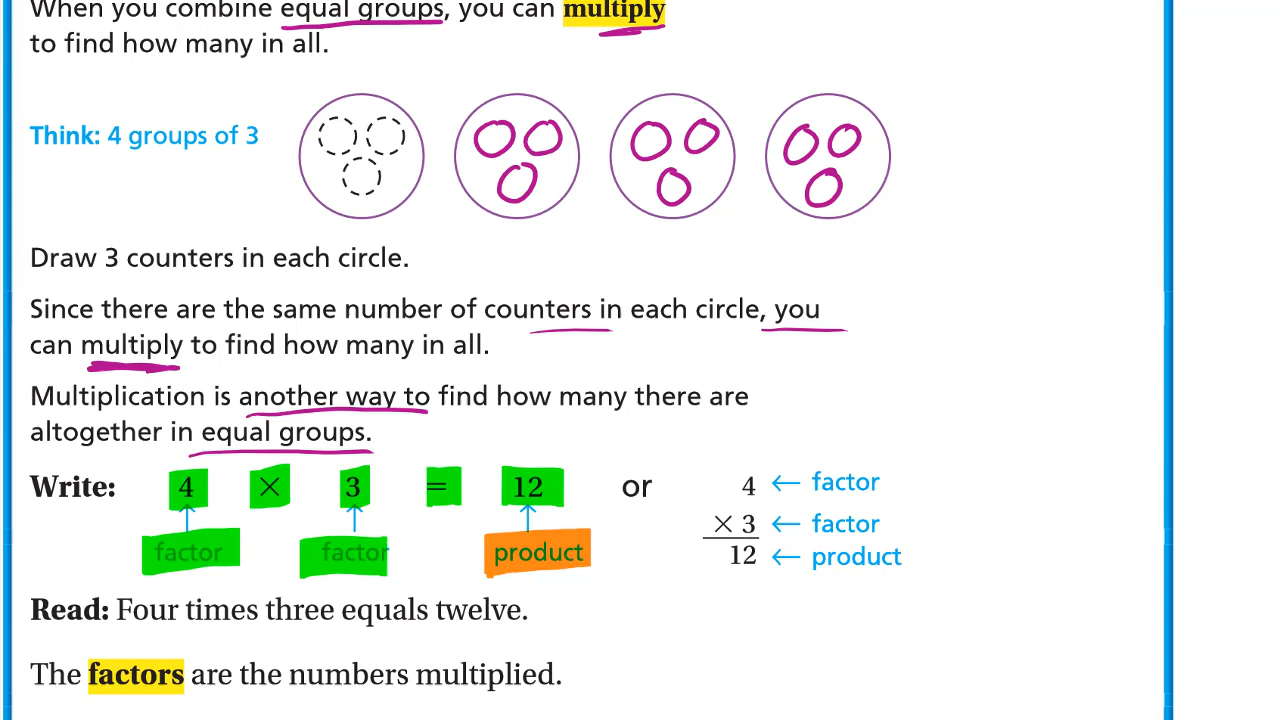 When you combine equal groups, you can multiply
to find how many in all.
Think: 4 groups of 3
Draw 3 counters in each circle.
Since there are the same number of counters in each circle, you
can multiply to find how many in all.
Multiplication is another way to find how many there are
altogether in equal groups.
Write: 4 × 3 = 12 or
factor factor product
4 ← factor
× 3 ← factor
12 ← product
Read: Four times three equals twelve.
The factors are the numbers multiplied.